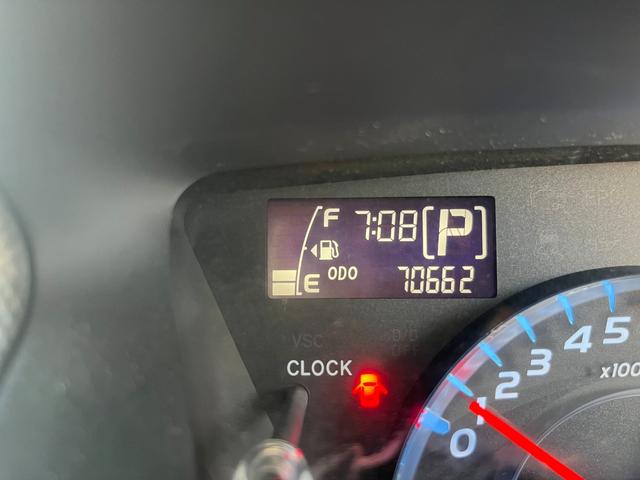 F 7:08 [P]
E ODO 70662
VSC
CLOCK
x100
0 1 2 3 4 5